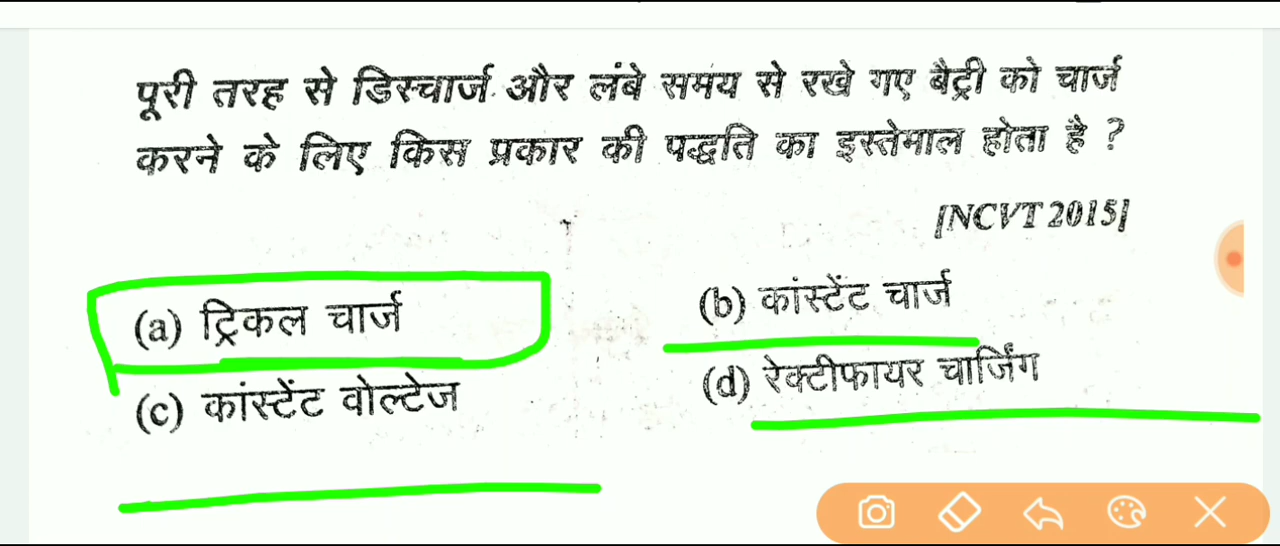 पूरी तरह से डिस्चार्ज और लंबे समय से रखे गए बैट्री को चार्ज
करने के लिए किस प्रकार की पद्धति का इस्तेमाल होता है ?
[NCVT 2015]
(a) ट्रिकल चार्ज
(b) कांस्टेंट चार्ज
(c) कांस्टेंट वोल्टेज
(d) रेक्टीफायर चार्जिंग